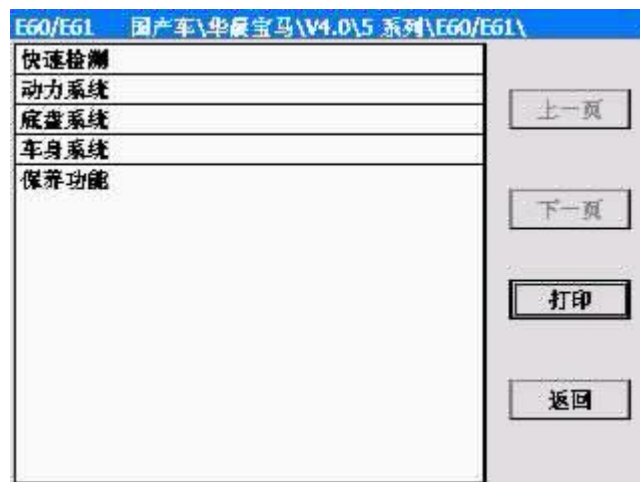 E60/E61 国产车\华晨宝马\V4.0\5 系列\E60/E61\
快速检测
动力系统
底盘系统
车身系统
保养功能
上一页
下一页
打印
返回